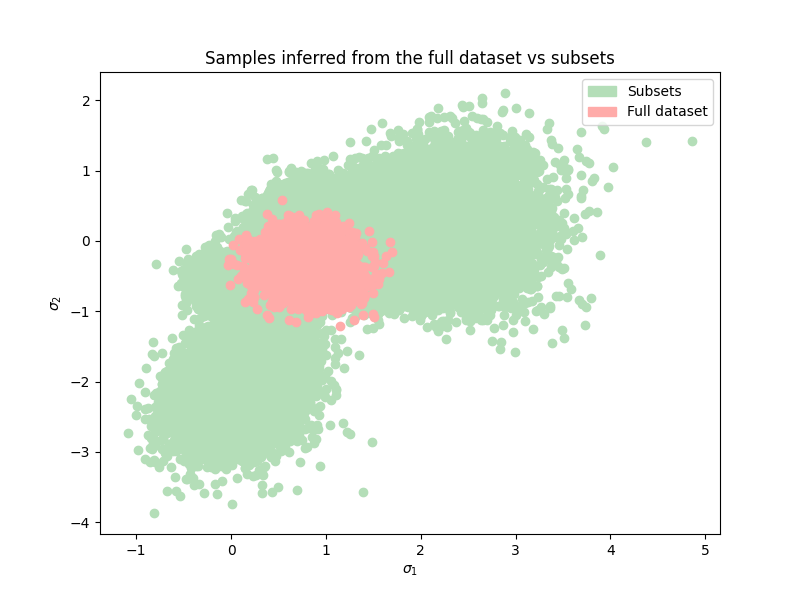 Samples inferred from the full dataset vs subsets
Subsets
Full dataset
2
1
0
−1
−2
−3
−4
σ₂
−1
0
1
2
3
4
5
σ₁